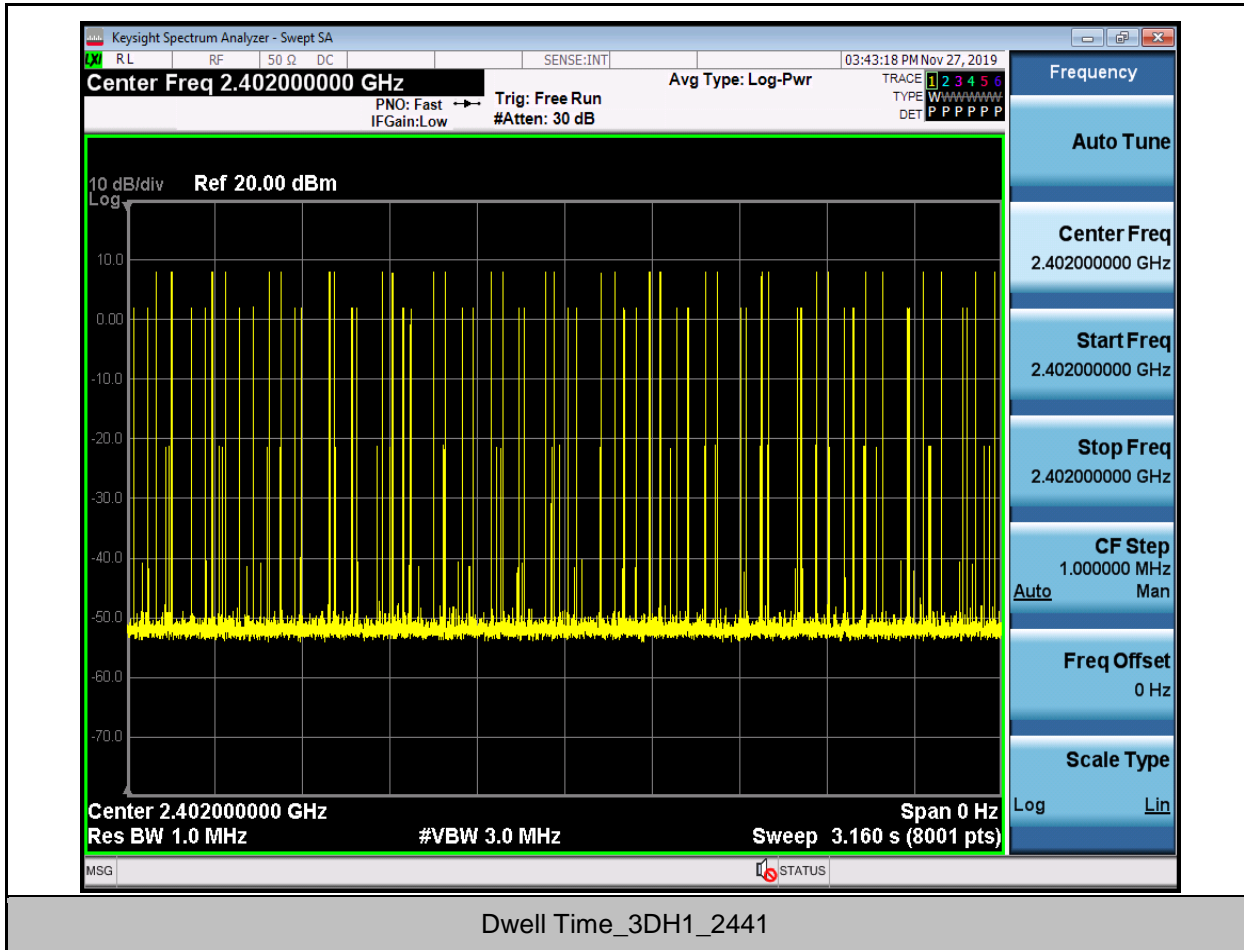 Keysight Spectrum Analyzer - Swept SA
LXI RL RF 50 Ω DC SENSE:INT 03:43:18 PM Nov 27, 2019
Center Freq 2.402000000 GHz
PNO: Fast
IFGain:Low
Trig: Free Run
#Atten: 30 dB
Avg Type: Log-Pwr
TRACE 1 2 3 4 5 6
TYPE WWWWWW
DET P P P P P P
10 dB/div Ref 20.00 dBm
Log
10.0
0.00
-10.0
-20.0
-30.0
-40.0
-50.0
-60.0
-70.0
Center 2.402000000 GHz Span 0 Hz
Res BW 1.0 MHz #VBW 3.0 MHz Sweep 3.160 s (8001 pts)
MSG STATUS
Frequency
Auto Tune
Center Freq
2.402000000 GHz
Start Freq
2.402000000 GHz
Stop Freq
2.402000000 GHz
CF Step
1.000000 MHz
Auto Man
Freq Offset
0 Hz
Scale Type
Log Lin
Dwell Time_3DH1_2441